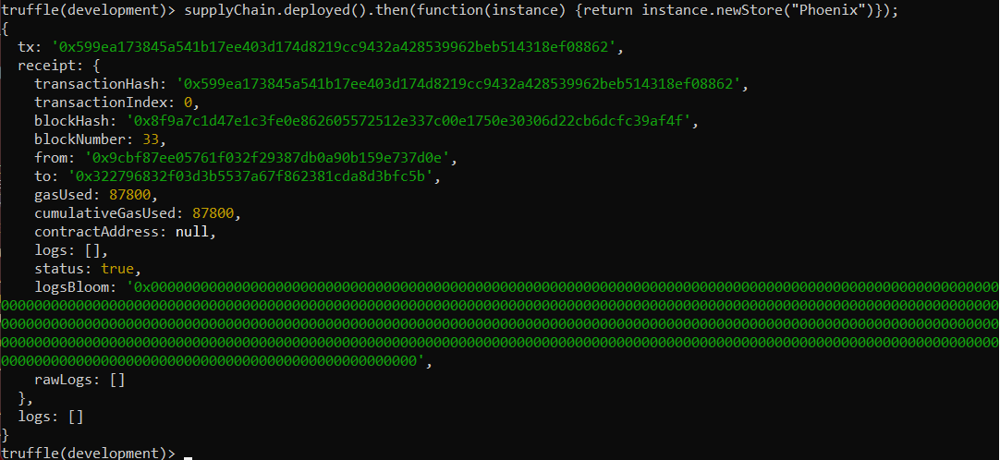 truffle(development)> supplyChain.deployed().then(function(instance) {return instance.newStore("Phoenix")});
{
  tx: '0x599ea173845a541b17ee403d174d8219cc9432a428539962beb514318ef08862',
  receipt: {
    transactionHash: '0x599ea173845a541b17ee403d174d8219cc9432a428539962beb514318ef08862',
    transactionIndex: 0,
    blockHash: '0x8f9a7c1d47e1c3fe0e862605572512e337c00e1750e30306d22cb6dcfc39af4f',
    blockNumber: 33,
    from: '0x9cbf87ee05761f032f29387db0a90b159e737d0e',
    to: '0x322796832f03d3b5537a67f862381cda8d3bfc5b',
    gasUsed: 87800,
    cumulativeGasUsed: 87800,
    contractAddress: null,
    logs: [],
    status: true,
    logsBloom: '0x000000000000000000000000000000000000000000000000000000000000000000000000000000000000000000000000000000
000000000000000000000000000000000000000000000000000000000000000000000000000000000000000000000000000000000000000000000000
000000000000000000000000000000000000000000000000000000000000000000000000000000000000000000000000000000000000000000000000
000000000000000000000000000000000000000000000000000000000000000000000000000000000000000000000000000000000000000000000000
00000000000000000000000000000000000000000000000000',
    rawLogs: []
  },
  logs: []
}
truffle(development)>